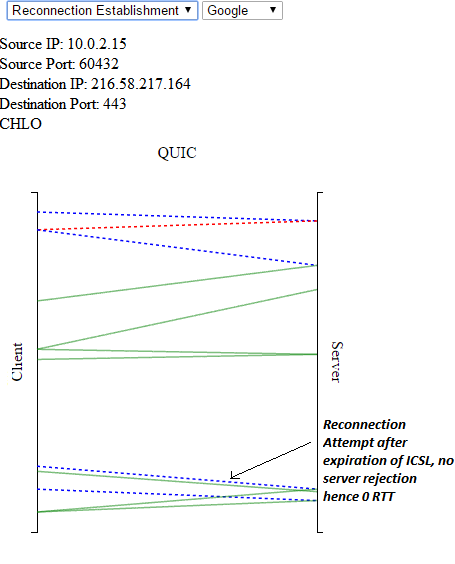 Reconnection Establishment Google
Source IP: 10.0.2.15
Source Port: 60432
Destination IP: 216.58.217.164
Destination Port: 443
CHLO
QUIC
Client
Server
Reconnection
Attempt after
expiration of ICSL, no
server rejection
hence 0 RTT